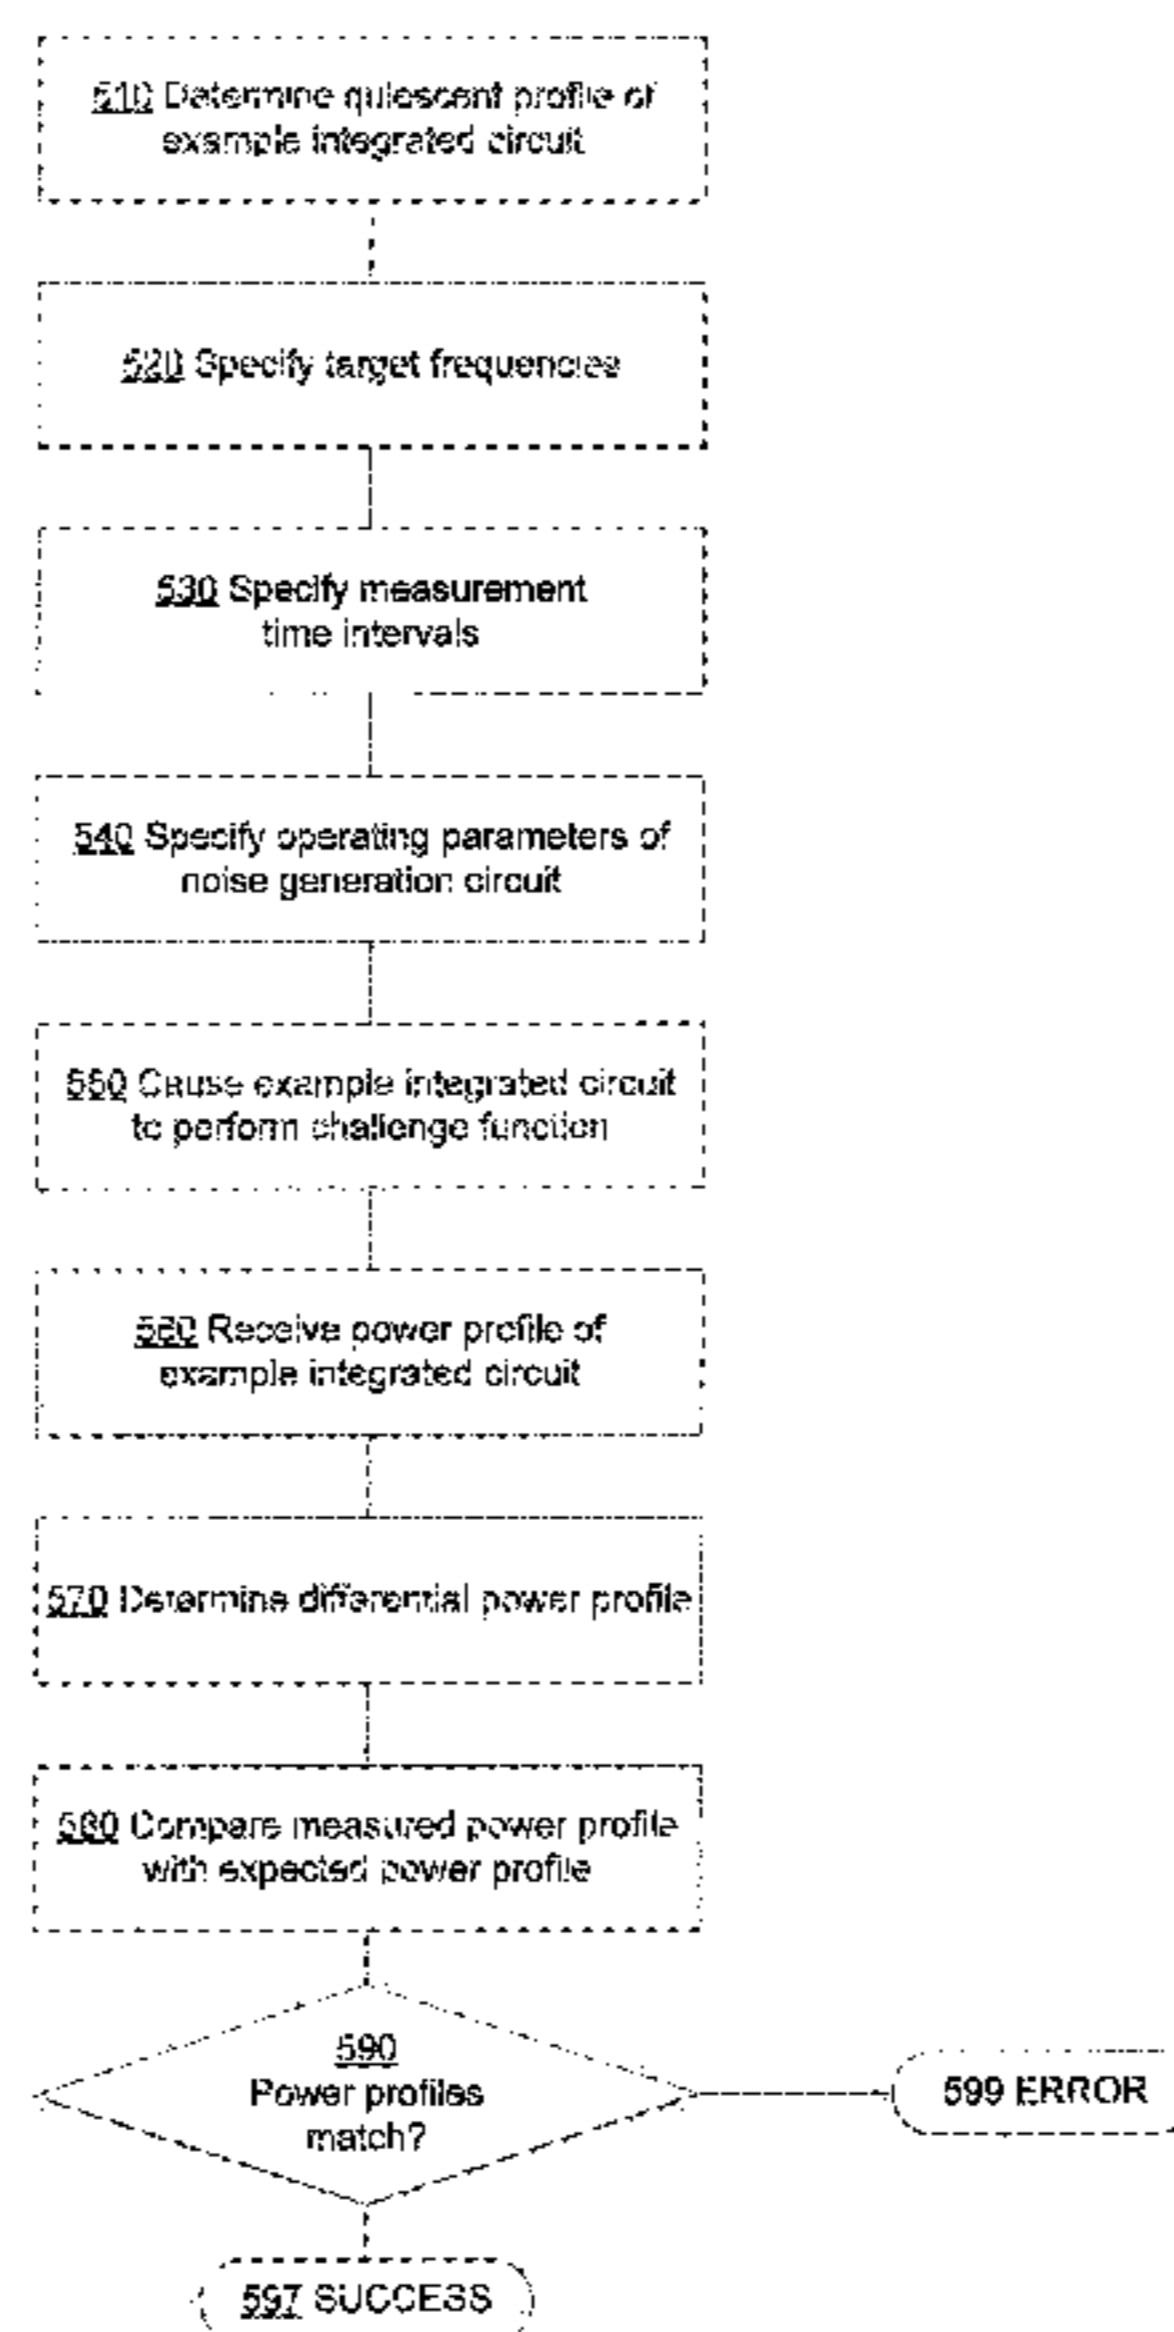 510 Determine quiescent profile of
example integrated circuit
520 Specify target frequencies
530 Specify measurement
time intervals
540 Specify operating parameters of
noise generation circuit
550 Cause example integrated circuit
to perform challenge function
560 Receive power profile of
example integrated circuit
570 Determine differential power profile
580 Compare measured power profile
with expected power profile
590
Power profiles
match?
599 ERROR
597 SUCCESS